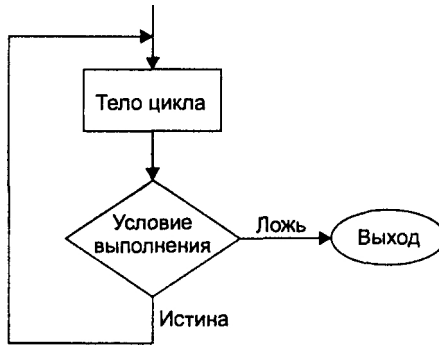 Тело цикла
Условие
выполнения
Ложь
Выход
Истина